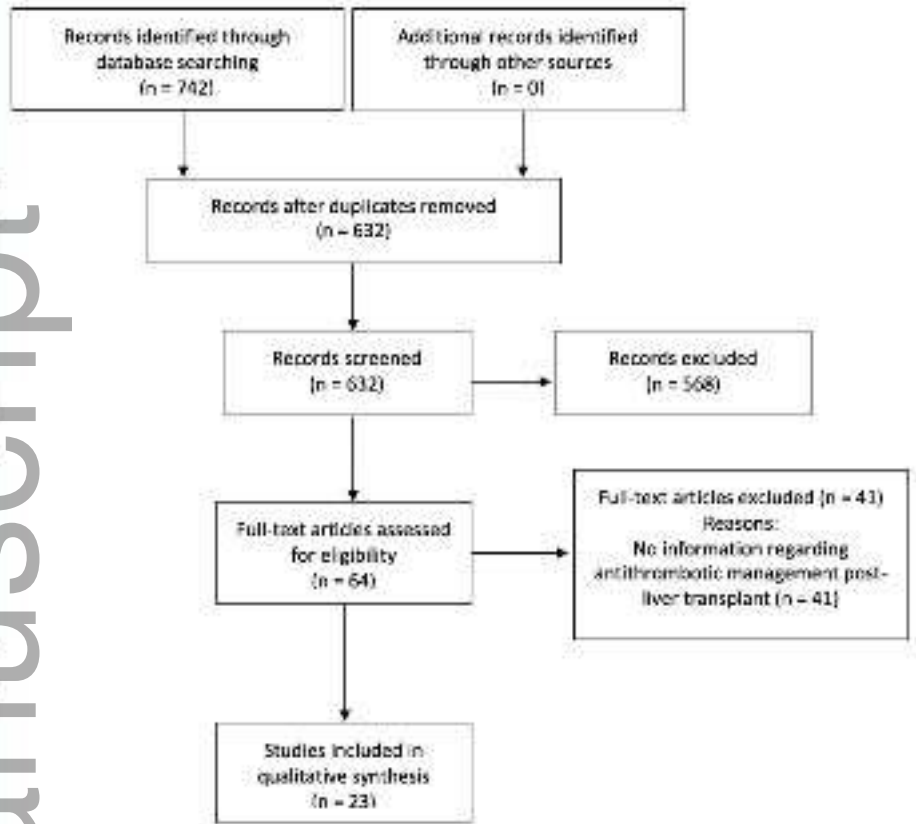 Records identified through
database searching
(n = 742)
Additional records identified
through other sources
(n = 0)
Records after duplicates removed
(n = 632)
Records screened
(n = 632)
Records excluded
(n = 568)
Full-text articles assessed
for eligibility
(n = 64)
Full-text articles excluded (n = 41)
Reasons:
No information regarding
antithrombotic management post-
liver transplant (n = 41)
Studies included in
qualitative synthesis
(n = 23)
anuscript